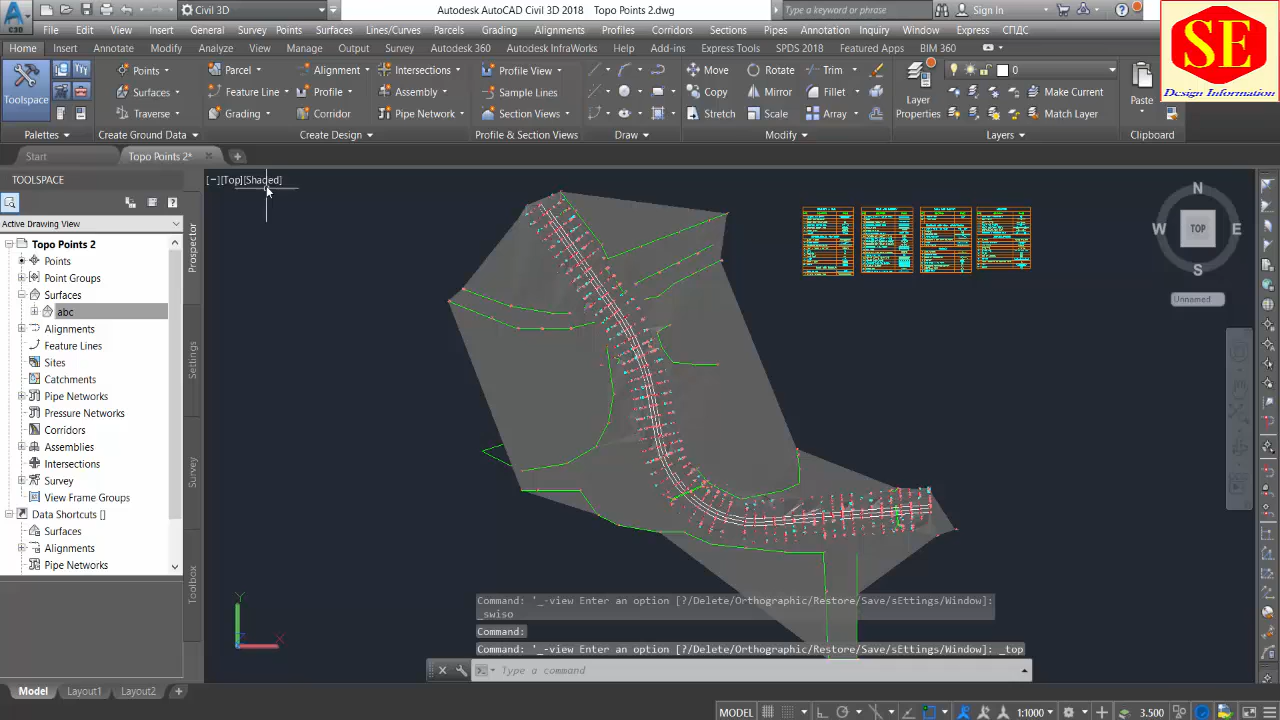 Civil 3D
Autodesk AutoCAD Civil 3D 2018 Topo Points 2.dwg
Type a keyword or phrase
Sign In
C3D
File Edit View Insert General Survey Points Surfaces Lines/Curves Parcels Grading Alignments Profiles Corridors Sections Pipes Annotation Inquiry Window Express СПДС
Home Insert Annotate Modify Analyze View Manage Output Survey Autodesk 360 Autodesk InfraWorks Help Add-ins Express Tools SPDS 2018 Featured Apps BIM 360
SE
Design Information
Toolspace
Points Parcel Alignment Intersections Profile View Move Rotate Trim 0
Surfaces Feature Line Profile Assembly Sample Lines Copy Mirror Fillet Make Current
Traverse Grading Corridor Pipe Network Section Views Stretch Scale Array Match Layer
Layer Properties
Paste
Palettes Create Ground Data Create Design Profile & Section Views Draw Modify Layers Clipboard
Start Topo Points 2*
TOOLSPACE
[−][Top][Shaded]
Active Drawing View
Topo Points 2
Points
Point Groups
Surfaces
abc
Alignments
Feature Lines
Sites
Catchments
Pipe Networks
Pressure Networks
Corridors
Assemblies
Intersections
Survey
View Frame Groups
Data Shortcuts []
Surfaces
Alignments
Pipe Networks
Prospector
Settings
Survey
Toolbox
N
W TOP E
S
Unnamed
Y
X
Command: '_-view Enter an option [?/Delete/Orthographic/Restore/Save/sEttings/Window]:
_swiso
Command:
Command: '_-view Enter an option [?/Delete/Orthographic/Restore/Save/sEttings/Window]: _top
Type a command
Model Layout1 Layout2
MODEL 1:1000 3.500